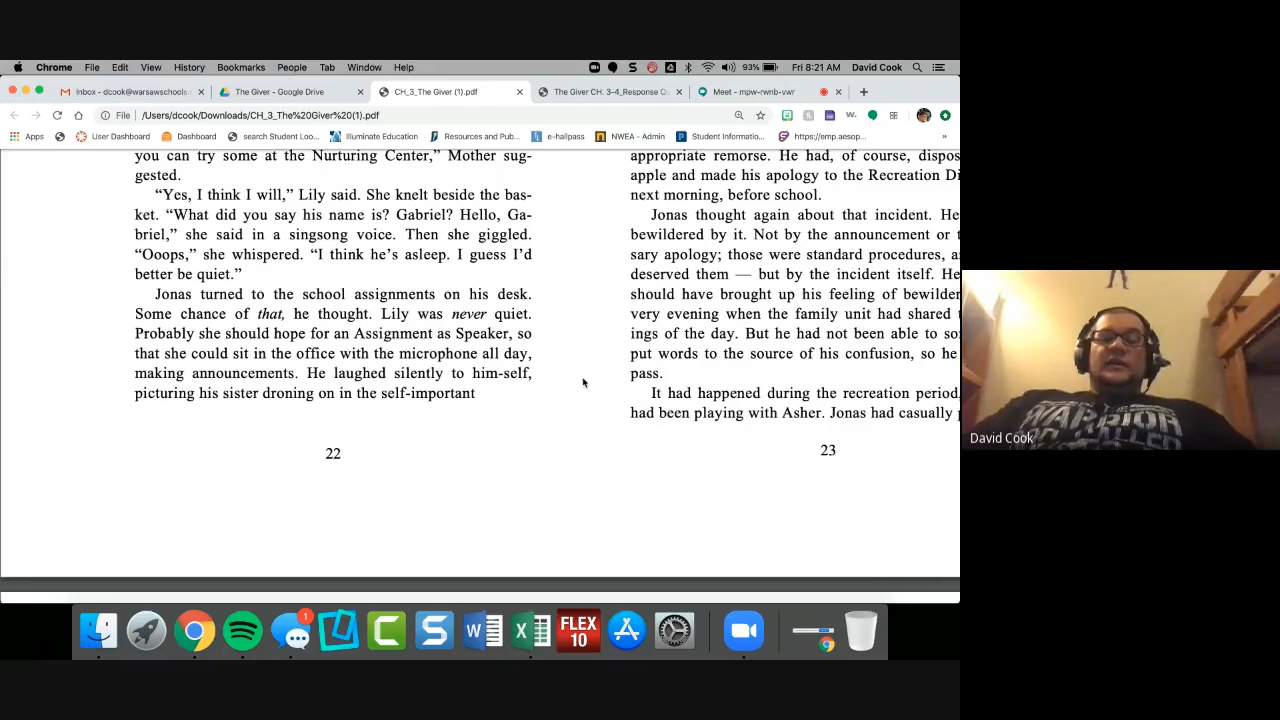 Chrome File Edit View History Bookmarks People Tab Window Help 93% Fri 8:21 AM David Cook
Inbox - dcook@warsawschools. The Giver - Google Drive CH_3_The Giver (1).pdf The Giver CH. 3-4_Response Q Meet - mpw-rwnb-vwr
File /Users/dcook/Downloads/CH_3_The%20Giver%20(1).pdf
Apps User Dashboard Dashboard search Student Loo... Illuminate Education Resources and Pub... e-hallpass NWEA - Admin Student Informatio... https://emp.aesop...
you can try some at the Nurturing Center,” Mother sug-
gested.
“Yes, I think I will,” Lily said. She knelt beside the bas-
ket. “What did you say his name is? Gabriel? Hello, Ga-
briel,” she said in a singsong voice. Then she giggled.
“Ooops,” she whispered. “I think he’s asleep. I guess I’d
better be quiet.”
Jonas turned to the school assignments on his desk.
Some chance of that, he thought. Lily was never quiet.
Probably she should hope for an Assignment as Speaker, so
that she could sit in the office with the microphone all day,
making announcements. He laughed silently to him-self,
picturing his sister droning on in the self-important
22
appropriate remorse. He had, of course, dispos
apple and made his apology to the Recreation Di
next morning, before school.
Jonas thought again about that incident. He
bewildered by it. Not by the announcement or t
sary apology; those were standard procedures, a
deserved them — but by the incident itself. He
should have brought up his feeling of bewilder
very evening when the family unit had shared t
ings of the day. But he had not been able to so
put words to the source of his confusion, so he
pass.
It had happened during the recreation period,
had been playing with Asher. Jonas had casually p
23
1
FLEX
10
THE
WARRIOR
CALLED
David Cook